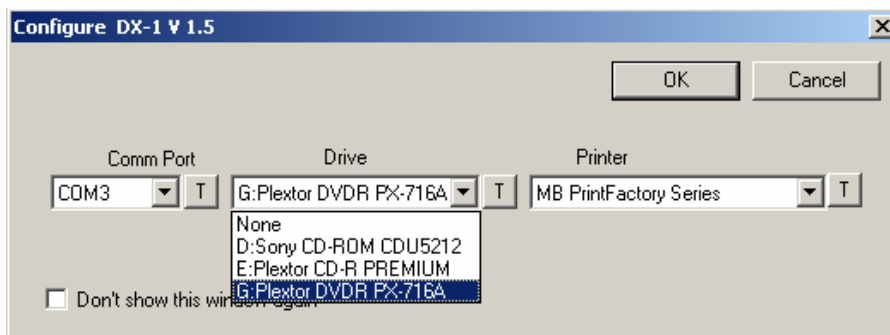 Configure DX-1 V 1.5
OK Cancel
Comm Port Drive Printer
COM3 T G:Plextor DVDR PX-716A T MB PrintFactory Series T
None
D:Sony CD-ROM CDU5212
E:Plextor CD-R PREMIUM
G:Plextor DVDR PX-716A
Don't show this window again